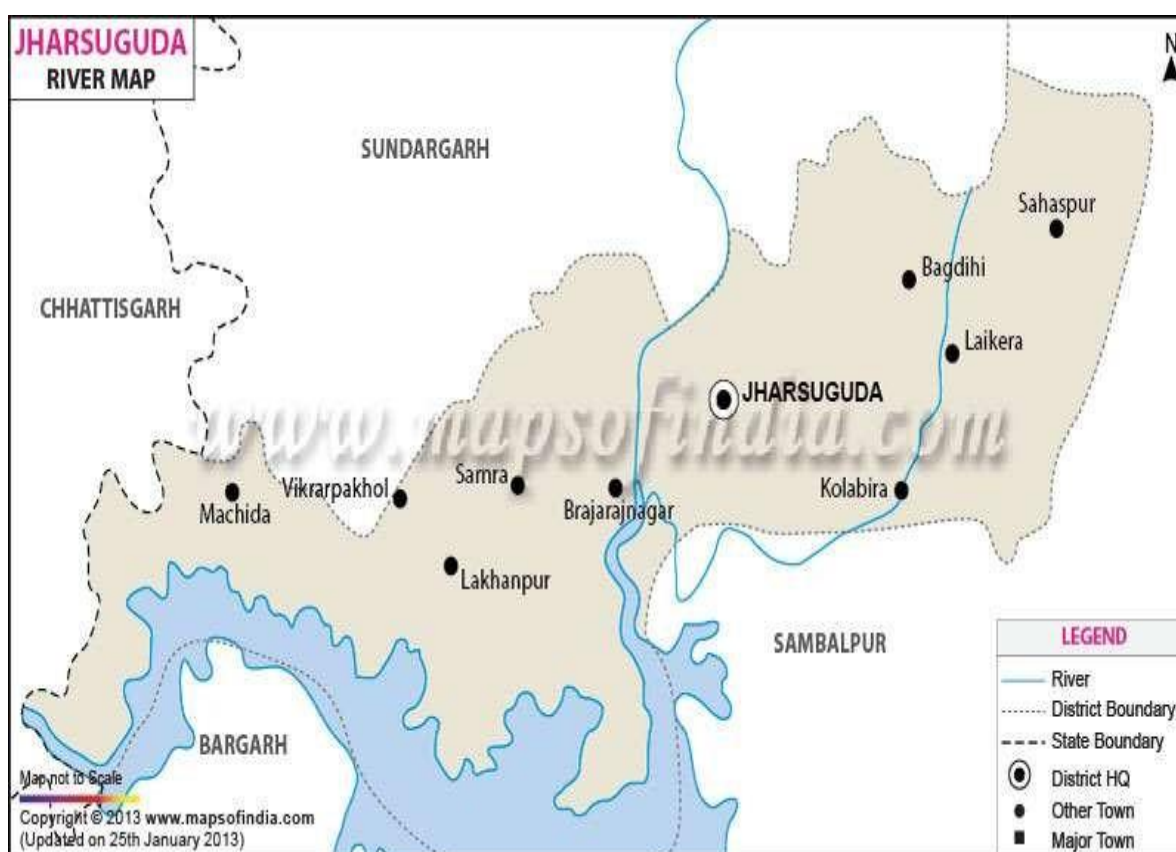 JHARSUGUDA
RIVER MAP
N
SUNDARGARH
Sahaspur
Bagdihi
CHHATTISGARH
Laikera
JHARSUGUDA
www.mapsofindia.com
Samra
Vikrarpakhol
Kolabira
Machida
Brajarajnagar
Lakhanpur
SAMBALPUR
BARGARH
LEGEND
River
District Boundary
State Boundary
District HQ
Other Town
Major Town
Map not to Scale
Copyright © 2013 www.mapsofindia.com
(Updated on 25th January 2013)